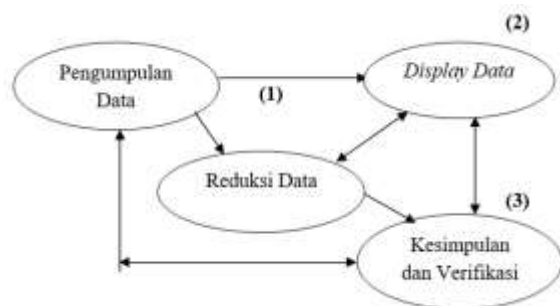 (2)
Pengumpulan
Data
Display Data
(1)
Reduksi Data
(3)
Kesimpulan
dan Verifikasi